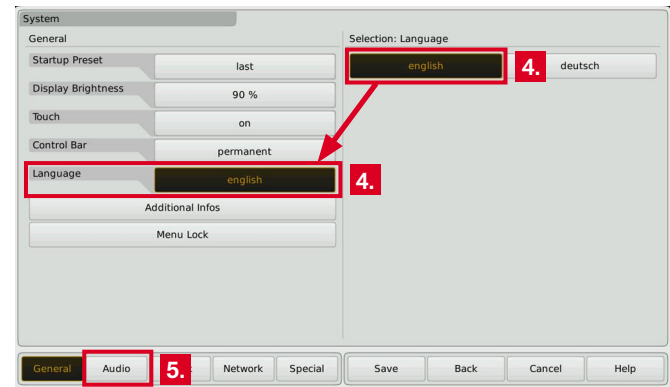 System
General
Startup Preset
last
Display Brightness
90 %
Touch
on
Control Bar
permanent
Language
english
4.
Additional Infos
Menu Lock
Selection: Language
english
4.
deutsch
General
Audio
5.
Network
Special
Save
Back
Cancel
Help